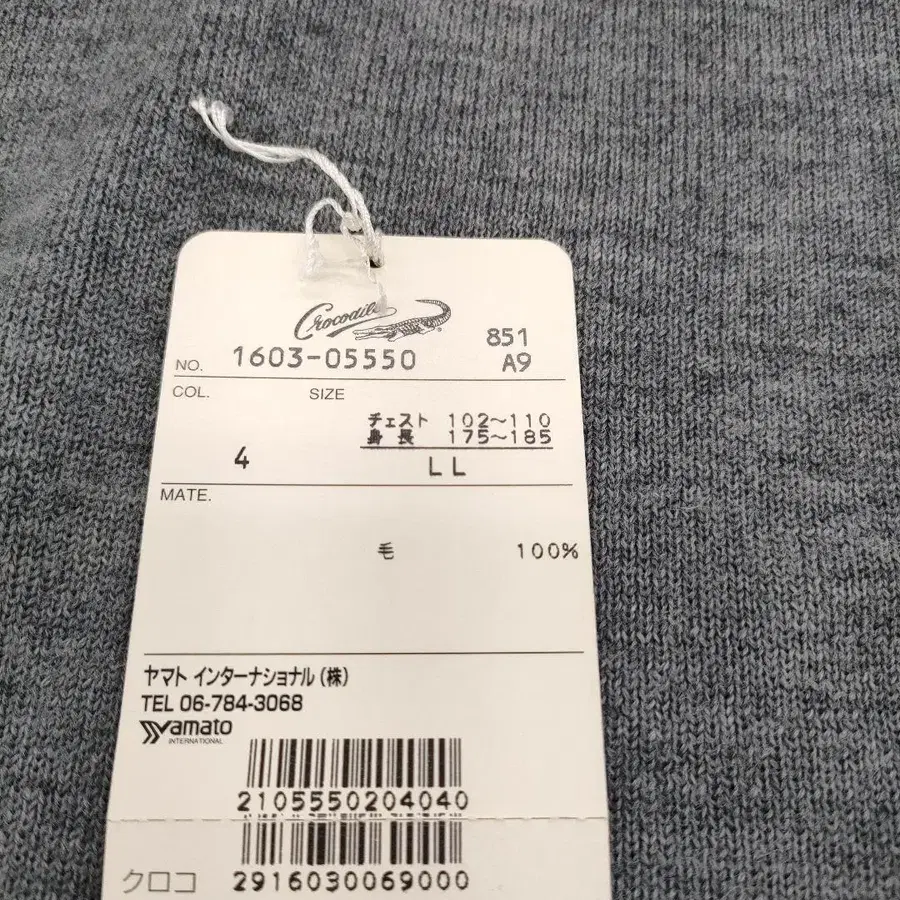 Crocodile®
851
NO. 1603-05550 A9
COL. SIZE
チェスト 102～110
身長 175～185
4 LL
MATE.
毛 100%
ヤマト インターナショナル(株)
TEL 06-784-3068
Yamato
INTERNATIONAL
2105550204040
クロコ 2916030069000